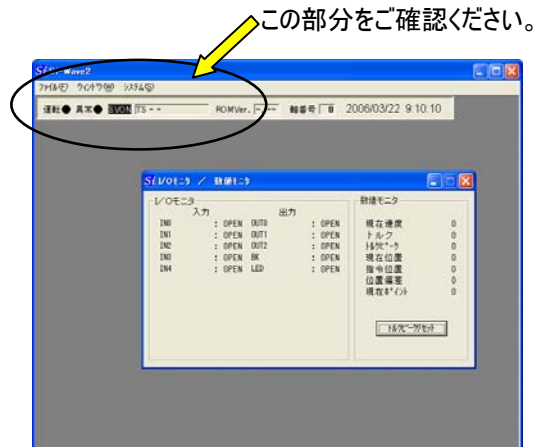 この部分をご確認ください。
Si Si-Wave2
ファイル(F) ウィンドウ(W) システム(S)
運転● 異常● SVON TS - - ROMVer. -.-- 軸番号 0 2006/03/22 9:10:10
Si I/Oモニタ / 数値モニタ
I/Oモニタ
入力 出力
IN0 : OPEN OUT0 : OPEN
IN1 : OPEN OUT1 : OPEN
IN2 : OPEN OUT2 : OPEN
IN3 : OPEN BK : OPEN
IN4 : OPEN LED : OPEN
数値モニタ
現在速度 0
トルク 0
トルクピーク 0
現在位置 0
指令位置 0
位置偏差 0
現在ポイント 0
トルクピークリセット